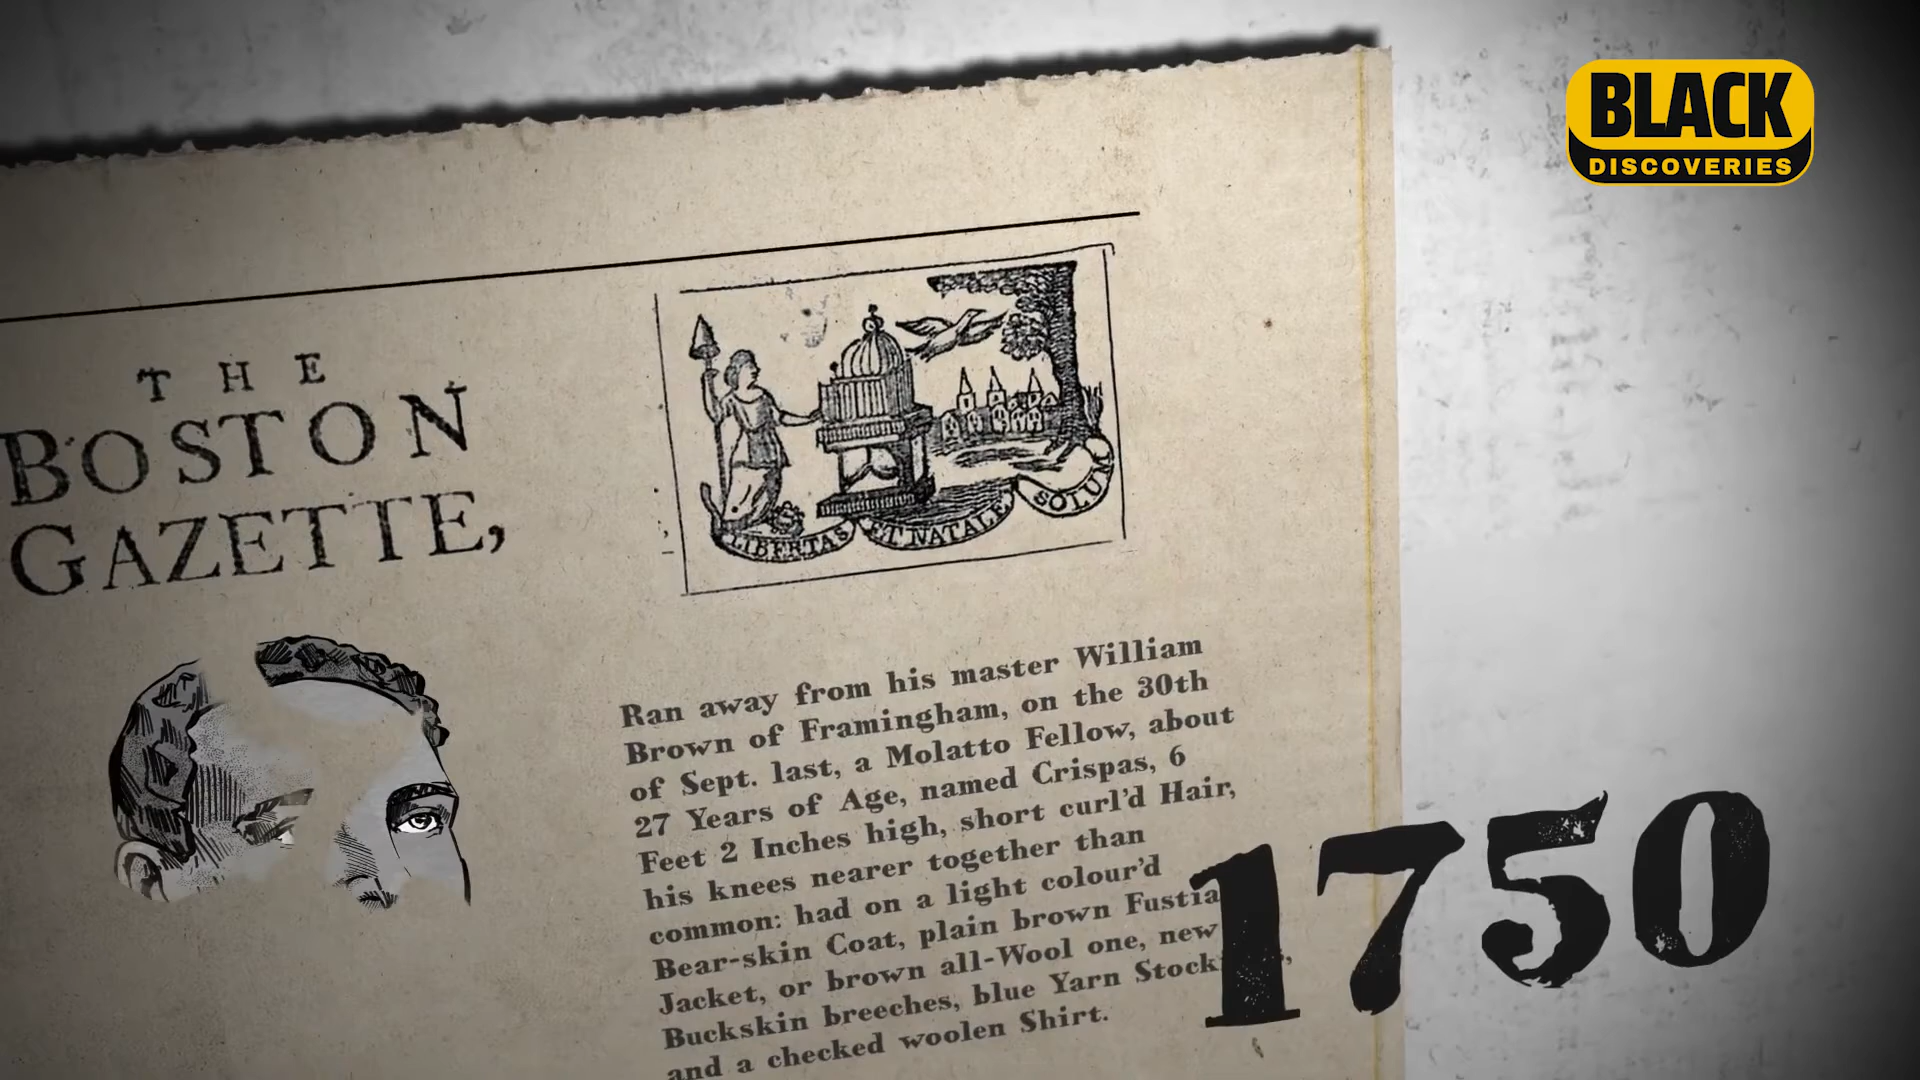 BLACK
DISCOVERIES
THE
BOSTON
GAZETTE,
LIBERTAS ET NATALE SOLUM
Ran away from his master William
Brown of Framingham, on the 30th
of Sept. last, a Molatto Fellow, about
27 Years of Age, named Crispas, 6
Feet 2 Inches high, short curl'd Hair,
his knees nearer together than
common: had on a light colour'd
Bear-skin Coat, plain brown Fustia
Jacket, or brown all-Wool one, new
Buckskin breeches, blue Yarn Stock
and a checked woolen Shirt.
1750